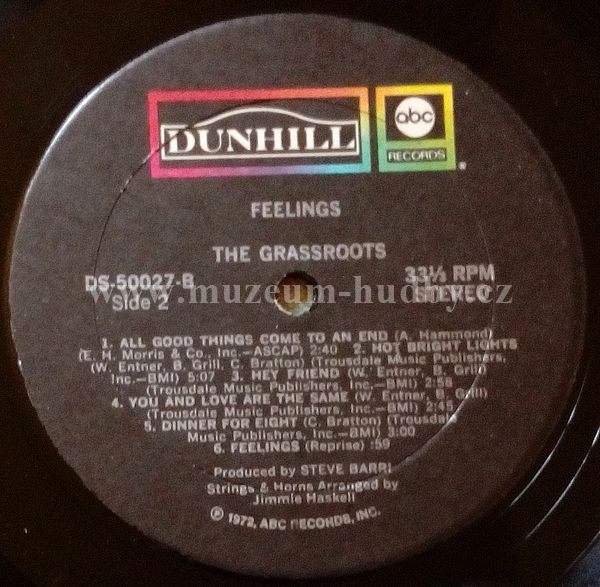 DUNHILL
abc
RECORDS
®
FEELINGS
THE GRASSROOTS
DS-50027-B
Side 2
33⅓ RPM
STEREO
www.muzeum-hudby.cz
1. ALL GOOD THINGS COME TO AN END (A. Hammond)
(E. H. Morris & Co., Inc.—ASCAP) 2:40 2. HOT BRIGHT LIGHTS
(W. Entner, B. Grill, C. Bratton) (Trousdale Music Publishers,
Inc.—BMI) 5:07 3. HEY FRIEND (W. Entner, B. Grill)
(Trousdale Music Publishers, Inc.—BMI) 2:58
4. YOU AND LOVE ARE THE SAME (W. Entner, B. Grill)
(Trousdale Music Publishers, Inc.—BMI) 2:45
5. DINNER FOR EIGHT (C. Bratton) (Trousdale
Music Publishers, Inc.—BMI) 3:00
6. FEELINGS (Reprise) :59
Produced by STEVE BARRI
Strings & Horns Arranged by
Jimmie Haskell
℗ 1972, ABC RECORDS, INC.